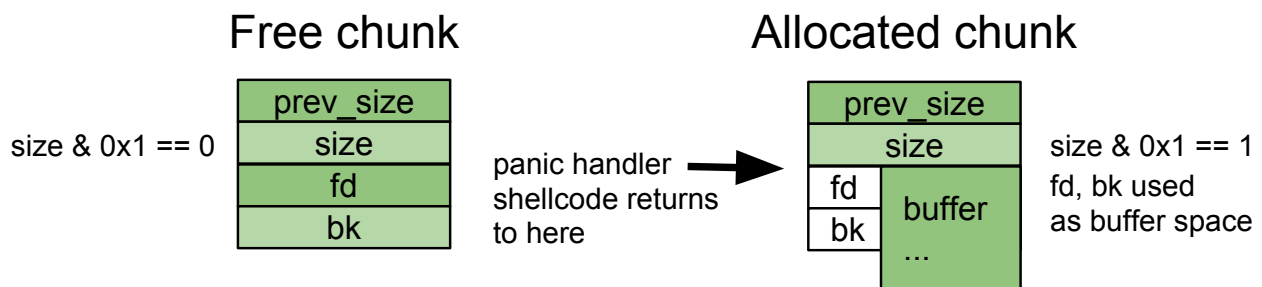 Free chunk
Allocated chunk
size & 0x1 == 0
prev_size
size
fd
bk
panic handler
shellcode returns
to here
prev_size
size
fd
bk
buffer
...
size & 0x1 == 1
fd, bk used
as buffer space